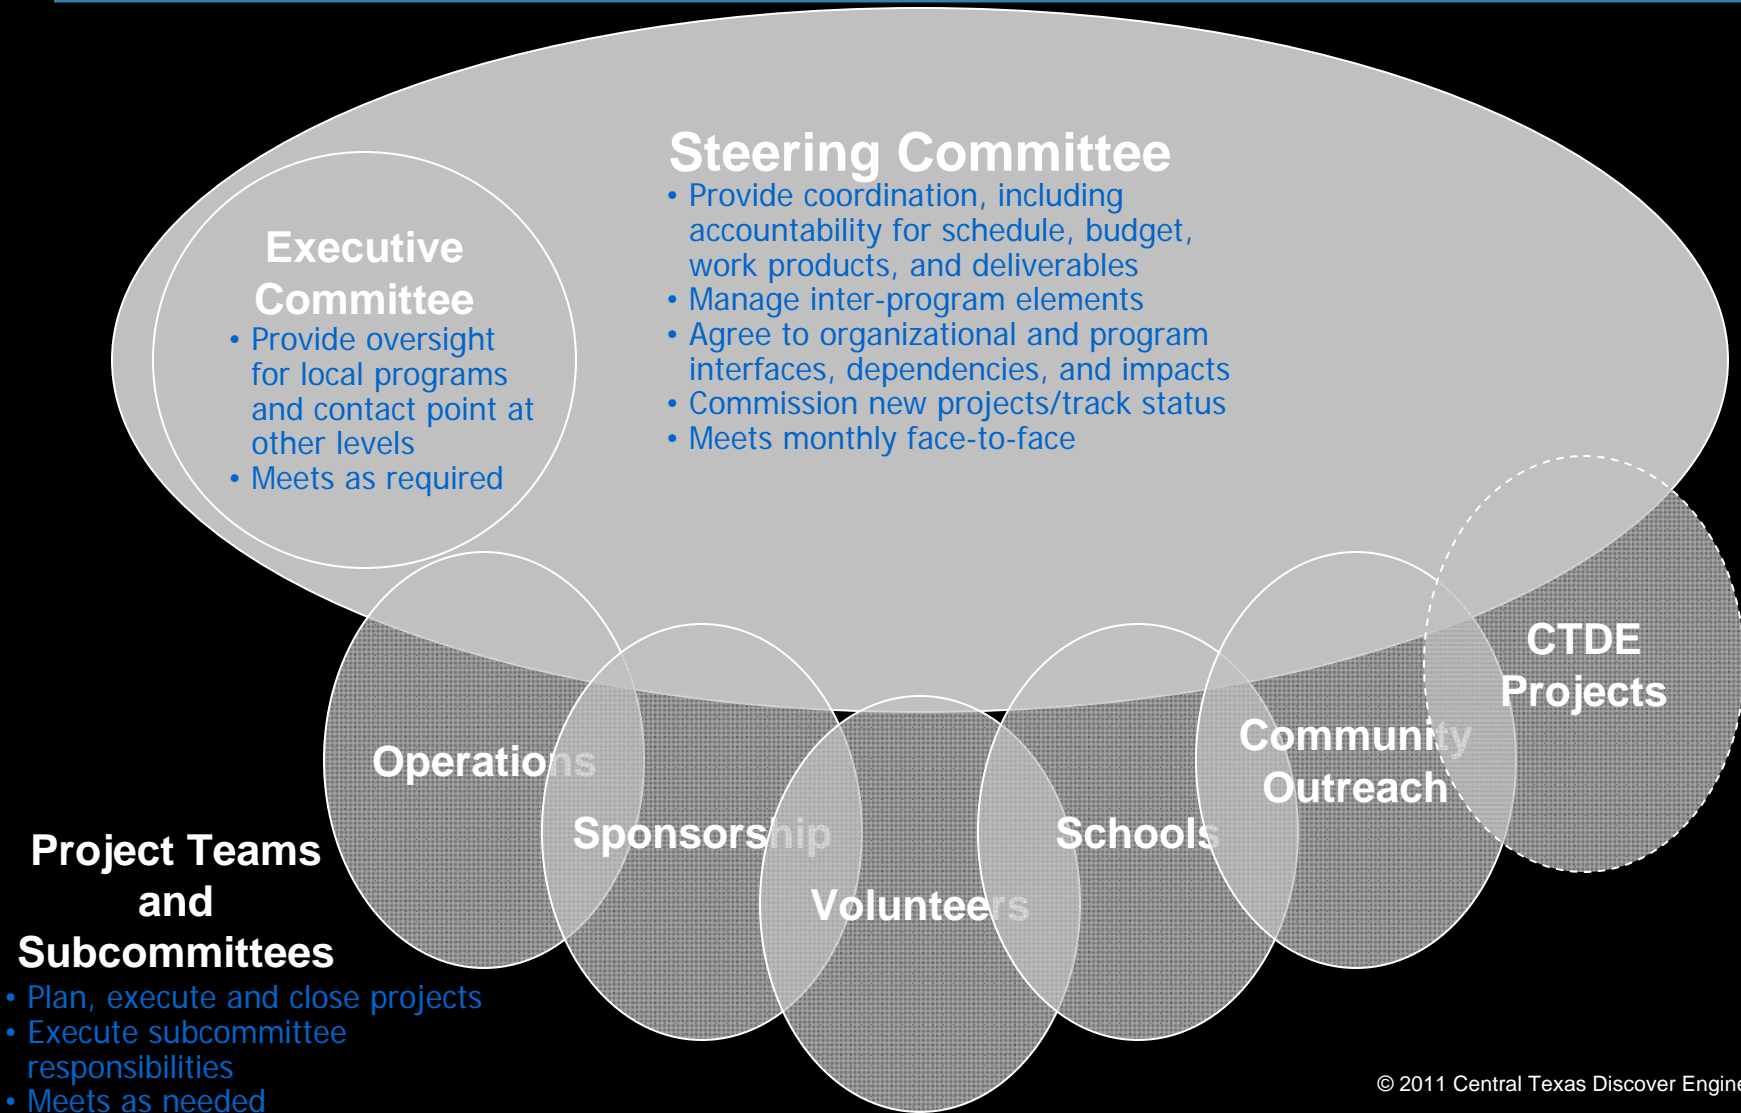 Steering Committee
• Provide coordination, including
accountability for schedule, budget,
work products, and deliverables
• Manage inter-program elements
• Agree to organizational and program
interfaces, dependencies, and impacts
• Commission new projects/track status
• Meets monthly face-to-face
Executive
Committee
• Provide oversight
for local programs
and contact point at
other levels
• Meets as required
CTDE
Projects
Community
Outreach
Operations
Sponsorship
Schools
Volunteers
Project Teams
and
Subcommittees
• Plan, execute and close projects
• Execute subcommittee
responsibilities
• Meets as needed
© 2011 Central Texas Discover Engine